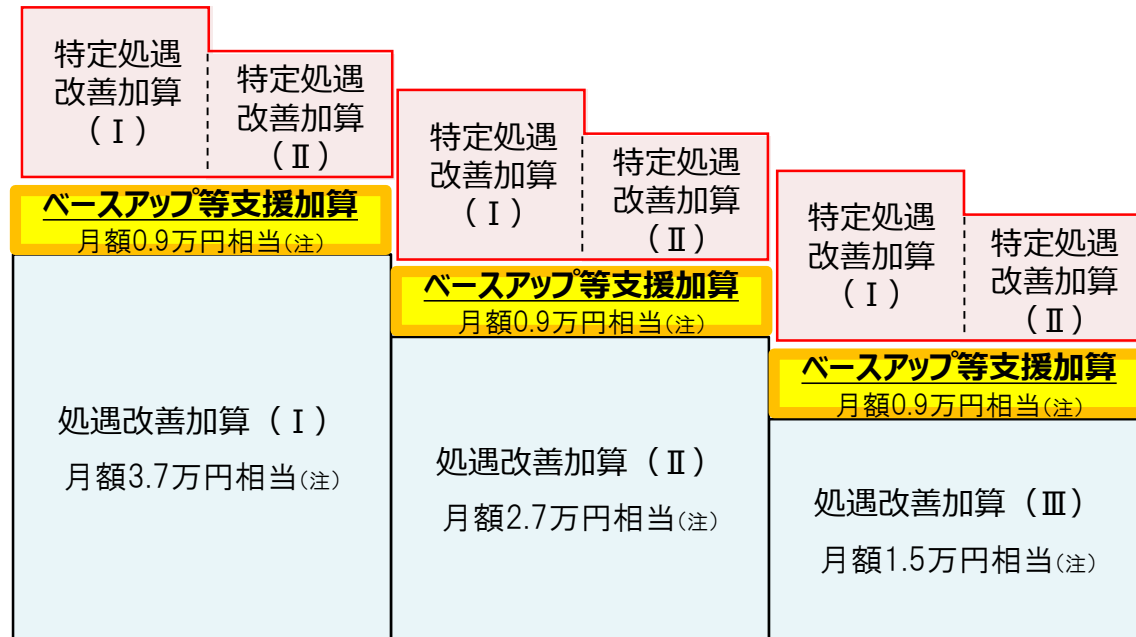 特定処遇
改善加算
（Ⅰ）
特定処遇
改善加算
（Ⅱ）
ベースアップ等支援加算
月額0.9万円相当(注)
処遇改善加算（Ⅰ）
月額3.7万円相当(注)
特定処遇
改善加算
（Ⅰ）
特定処遇
改善加算
（Ⅱ）
ベースアップ等支援加算
月額0.9万円相当(注)
処遇改善加算（Ⅱ）
月額2.7万円相当(注)
特定処遇
改善加算
（Ⅰ）
特定処遇
改善加算
（Ⅱ）
ベースアップ等支援加算
月額0.9万円相当(注)
処遇改善加算（Ⅲ）
月額1.5万円相当(注)